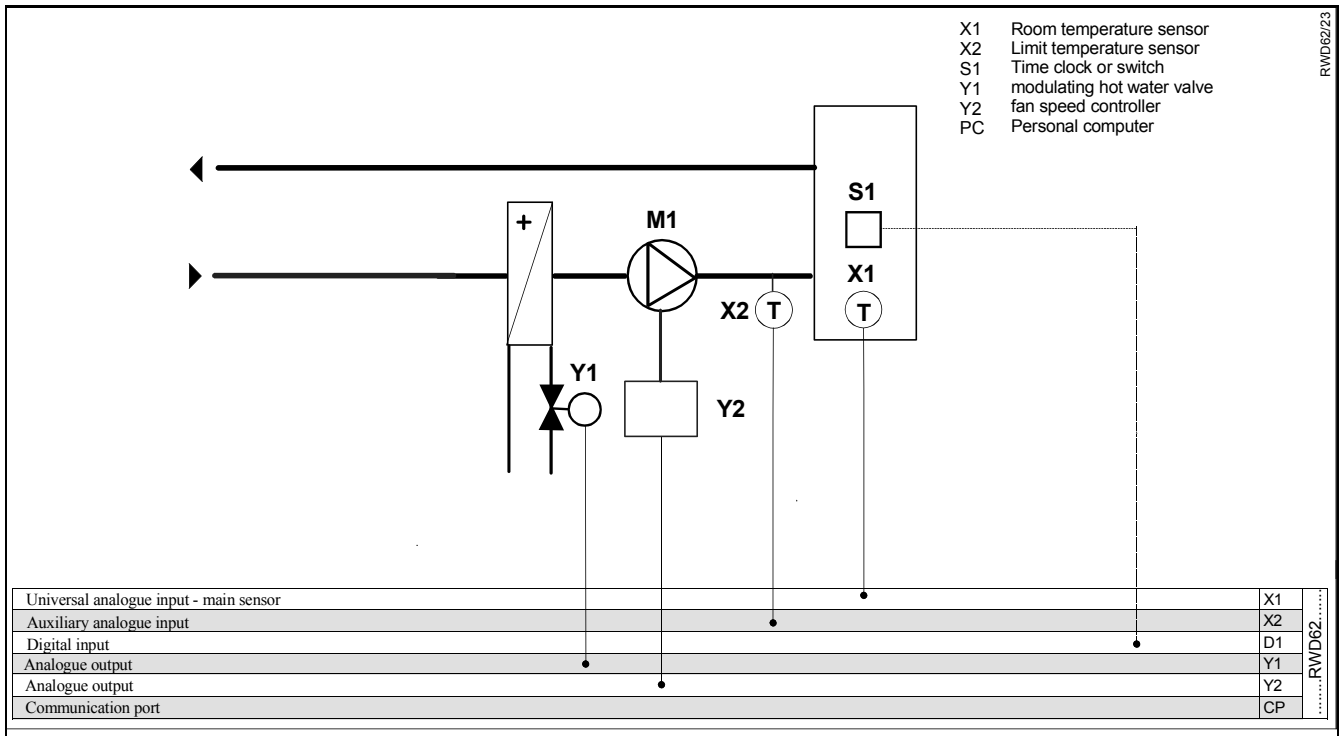 X1 Room temperature sensor
X2 Limit temperature sensor
S1 Time clock or switch
Y1 modulating hot water valve
Y2 fan speed controller
PC Personal computer
RWD62/23
S1
+
M1
X1
X2 T
T
Y1
Y2
Universal analogue input - main sensor X1
Auxiliary analogue input X2
Digital input D1
Analogue output Y1
Analogue output Y2
Communication port CP
........RWD62........